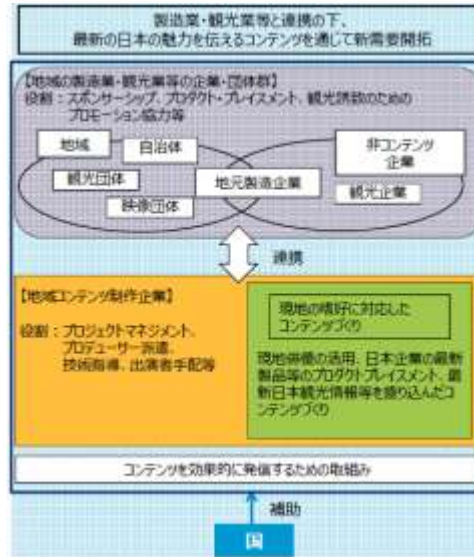 製造業・観光業等と連携の下、
最新の日本の魅力を伝えるコンテンツを通じて新需要開拓
【地域の製造業・観光業等の企業・団体群】
役割：スポンサーシップ、プロダクト・プレイスメント、観光誘致のための
プロモーション協力等
地域
自治体
観光団体
映像団体
地元製造企業
非コンテンツ
企業
観光企業
連携
【地域コンテンツ制作企業】
役割：プロジェクトマネジメント、
プロデューサー派遣、
技術指導、出演者手配等
現地の嗜好に対応した
コンテンツづくり
現地俳優の活用、日本企業の最新
製品等のプロダクトプレイスメント、最
新日本観光情報等を盛り込んだコ
ンテンツづくり
コンテンツを効果的に発信するための取組み
補助
国